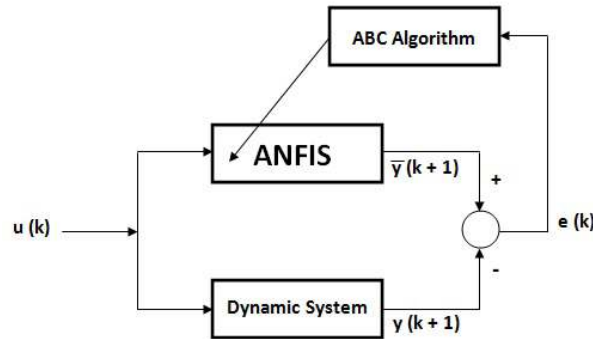 ABC Algorithm
ANFIS
y̅ (k + 1)
+
u (k)
e (k)
-
Dynamic System
y (k + 1)